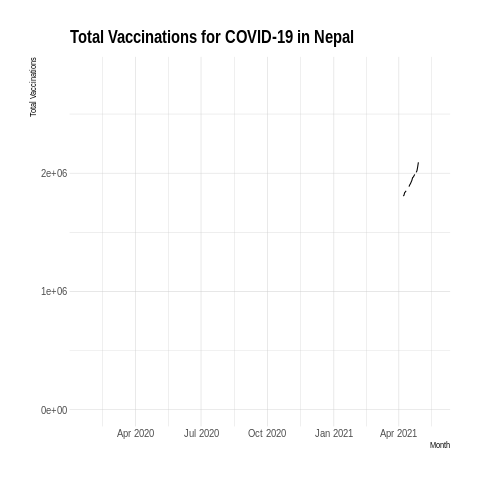 Total Vaccinations for COVID-19 in Nepal
Total Vaccinations
2e+06
1e+06
0e+00
Apr 2020 Jul 2020 Oct 2020 Jan 2021 Apr 2021
Month